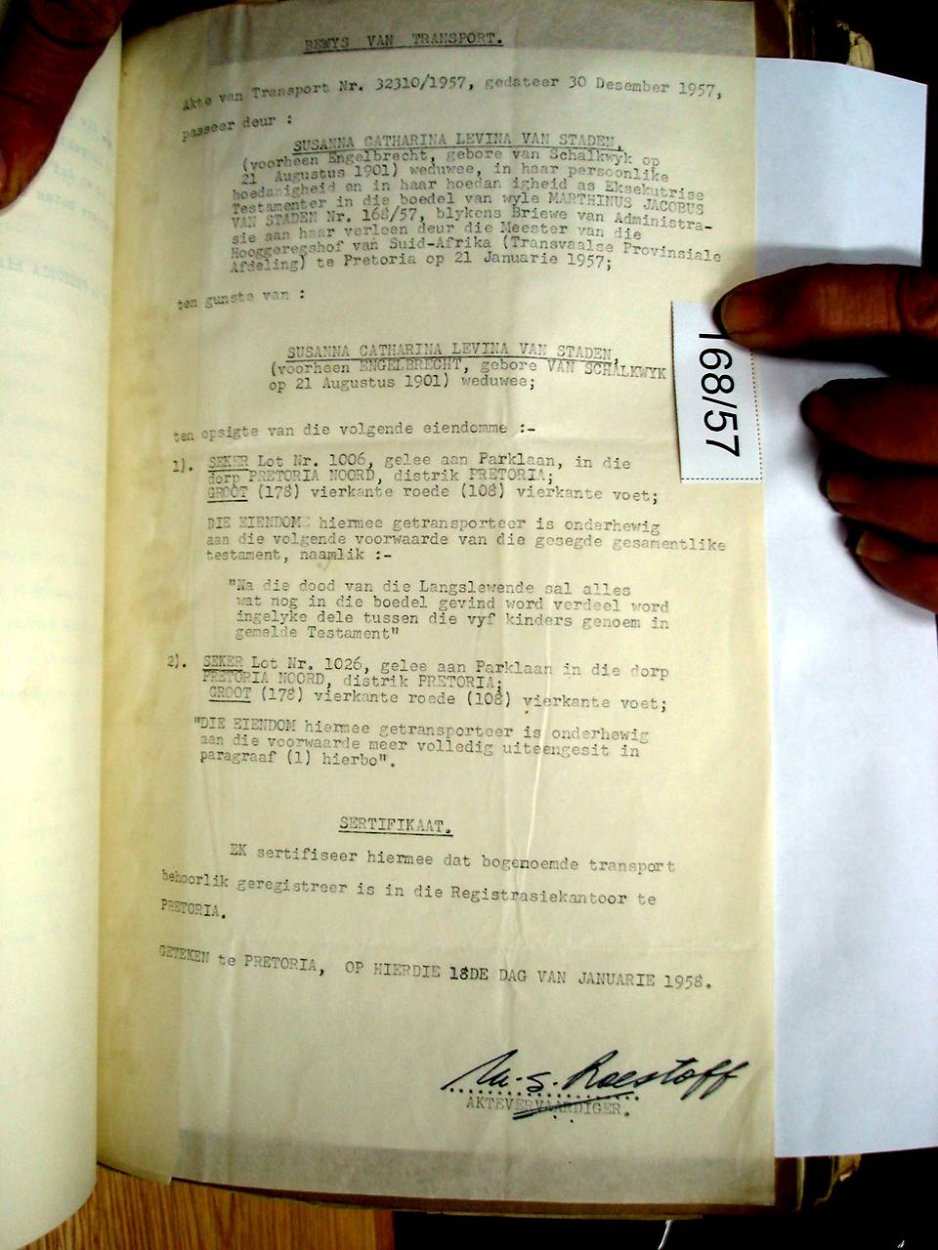 BEWYS VAN TRANSPORT.
Akte van Transport Nr. 32310/1957, gedateer 30 Desember 1957,
passeer deur :
SUSANNA CATHARINA LEVINA VAN STADEN,
(voorheen Engelbrecht, gebore van Schalkwyk op
21 Augustus 1901) weduwee, in haar persoonlike
hoedanigheid en in haar hoedan igheid as Eksekutrise
Testamenter in die boedel van wyle MARTHINUS JACOBUS
VAN STADEN Nr. 168/57, blykens Briewe van Administra-
sie aan haar verleen deur die Meester van die
Hooggeregshof van Suid-Afrika (Transvaalse Provinsiale
Afdeling) te Pretoria op 21 Januarie 1957;
ten gunste van :
SUSANNA CATHARINA LEVINA VAN STADEN,
(voorheen ENGELBRECHT, gebore VAN SCHALKWYK
op 21 Augustus 1901) weduwee;
168/57
ten opsigte van die volgende eiendomme :-
1). SEKER Lot Nr. 1006, gelee aan Parklaan, in die
dorp PRETORIA NOORD, distrik PRETORIA;
GROOT (178) vierkante roede (108) vierkante voet;
DIE EIENDOM hiermee getransporteer is onderhewig
aan die volgende voorwaarde van die gesegde gesamentlike
testament, naamlik :-
"Na die dood van die Langslewende sal alles
wat nog in die boedel gevind word verdeel word
ingelyke dele tussen die vyf kinders genoem in
gemelde Testament"
2). SEKER Lot Nr. 1026, gelee aan Parklaan in die dorp
PRETORIA NOORD, distrik PRETORIA;
GROOT (178) vierkante roede (108) vierkante voet;
"DIE EIENDOM hiermee getransporteer is onderhewig
aan die voorwaarde meer volledig uiteengesit in
paragraaf (1) hierbo".
SERTIFIKAAT.
EK sertifiseer hiermee dat bogenoemde transport
behoorlik geregistreer is in die Registrasiekantoor te
PRETORIA.
GETEKEN te PRETORIA, OP HIERDIE 18DE DAG VAN JANUARIE 1958.
M. S. Roestoff
AKTEVERVAARDIGER.